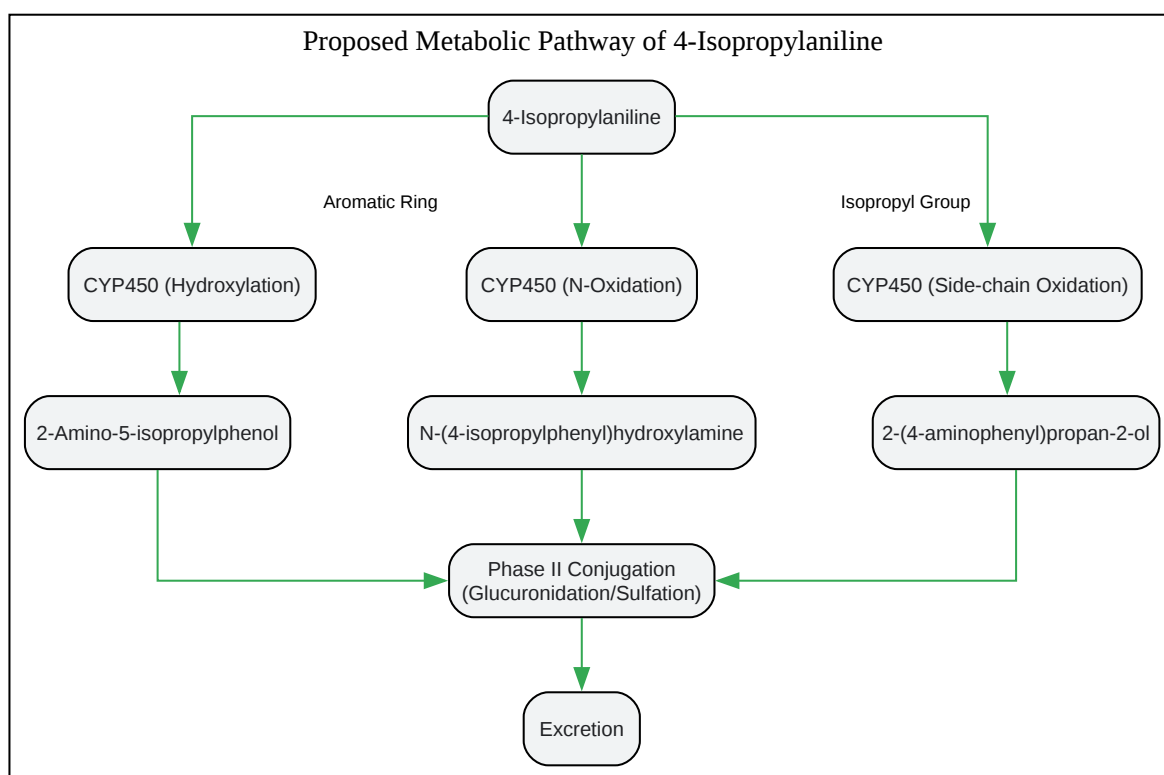 Proposed Metabolic Pathway of 4-Isopropylaniline
4-Isopropylaniline
Aromatic Ring
Isopropyl Group
CYP450 (Hydroxylation)
CYP450 (N-Oxidation)
CYP450 (Side-chain Oxidation)
2-Amino-5-isopropylphenol
N-(4-isopropylphenyl)hydroxylamine
2-(4-aminophenyl)propan-2-ol
Phase II Conjugation
(Glucuronidation/Sulfation)
Excretion